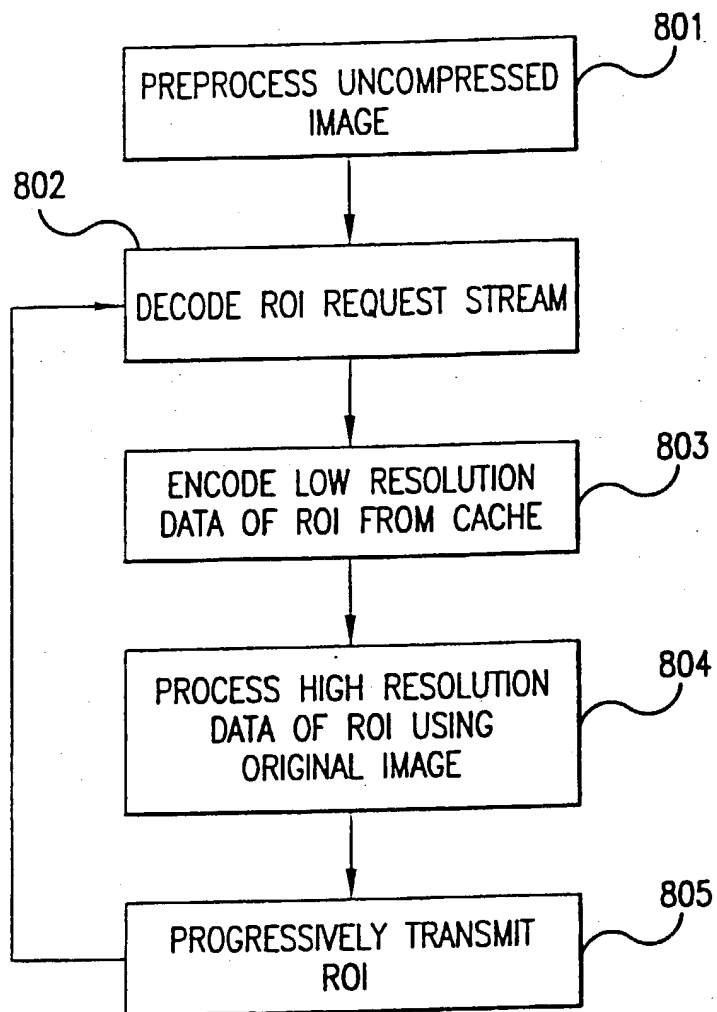 801
PREPROCESS UNCOMPRESSED
IMAGE
802
DECODE ROI REQUEST STREAM
803
ENCODE LOW RESOLUTION
DATA OF ROI FROM CACHE
804
PROCESS HIGH RESOLUTION
DATA OF ROI USING
ORIGINAL IMAGE
805
PROGRESSIVELY TRANSMIT
ROI